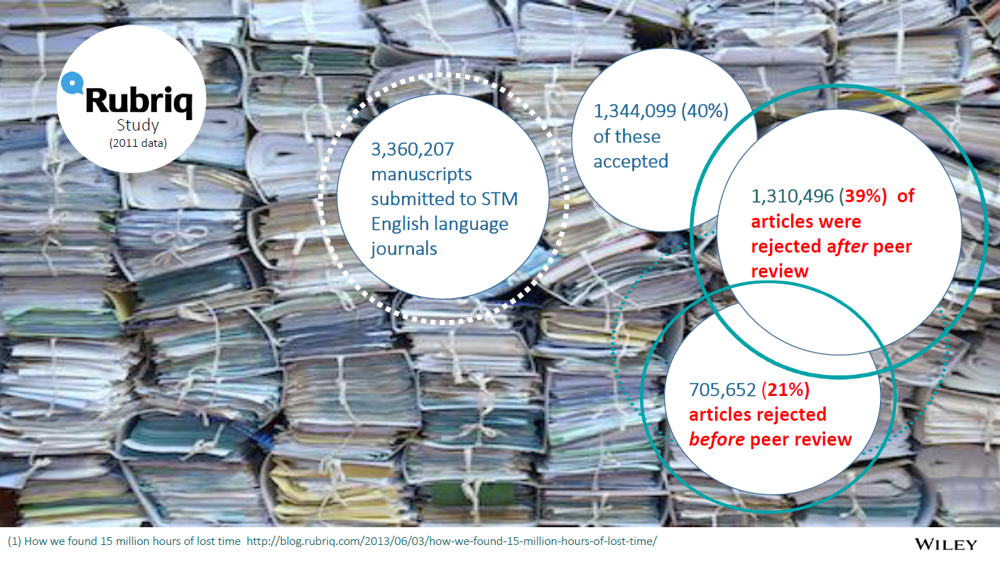 Rubriq
Study
(2011 data)
3,360,207
manuscripts
submitted to STM
English language
journals
1,344,099 (40%)
of these
accepted
1,310,496 (39%) of
articles were
rejected after peer
review
705,652 (21%)
articles rejected
before peer review
(1) How we found 15 million hours of lost time http://blog.rubriq.com/2013/06/03/how-we-found-15-million-hours-of-lost-time/
WILEY